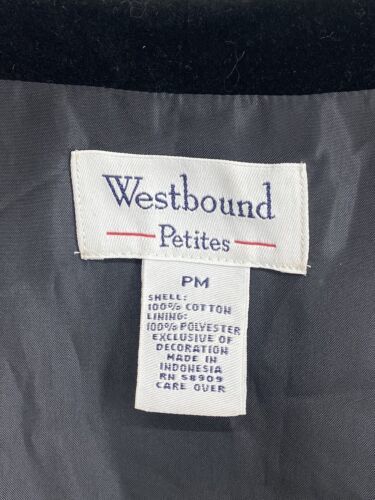 Westbound
Petites
PM
SHELL:
100% COTTON
LINING:
100% POLYESTER
EXCLUSIVE OF
DECORATION
MADE IN
INDONESIA
RN 58909
CARE OVER